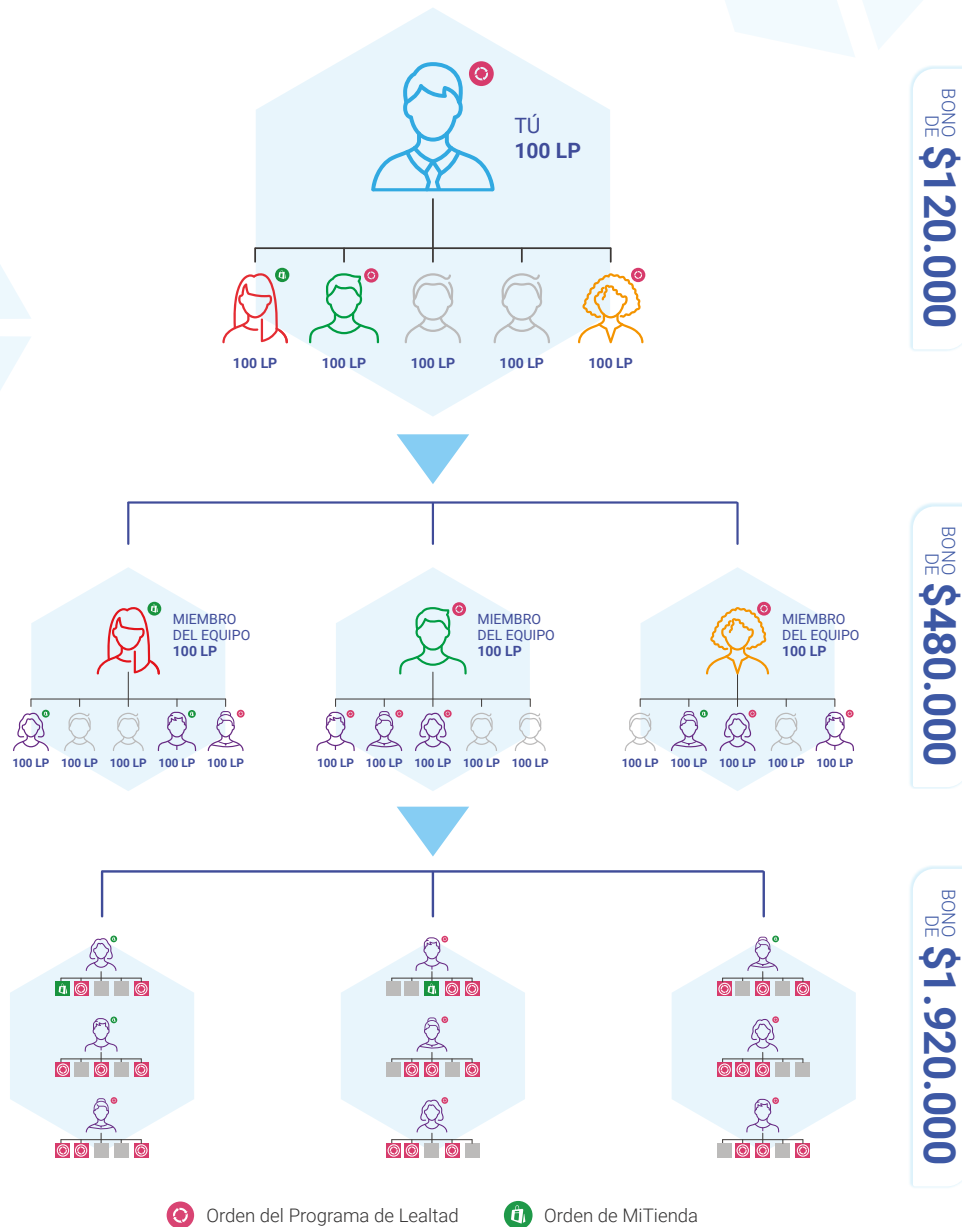 TÚ
100 LP
100 LP
100 LP
100 LP
100 LP
100 LP
BONO
DE $120.000
MIEMBRO
DEL EQUIPO
100 LP
100 LP
100 LP
100 LP
100 LP
100 LP
MIEMBRO
DEL EQUIPO
100 LP
100 LP
100 LP
100 LP
100 LP
100 LP
MIEMBRO
DEL EQUIPO
100 LP
100 LP
100 LP
100 LP
100 LP
100 LP
BONO
DE $480.000
BONO
DE $1.920.000
Orden del Programa de Lealtad
Orden de MiTienda